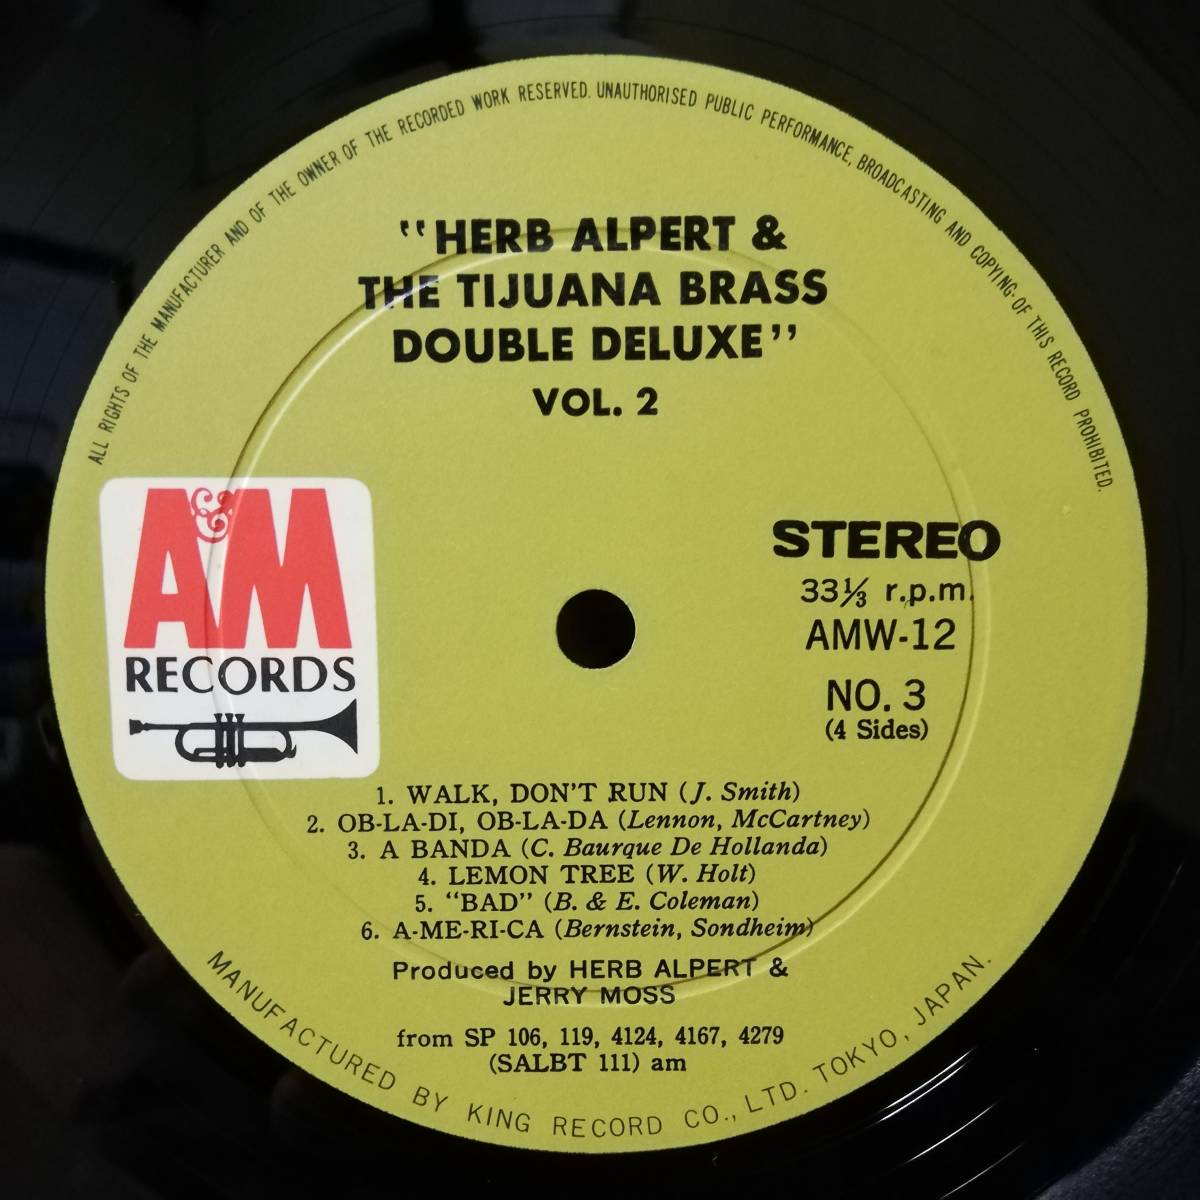 ALL RIGHTS OF THE MANUFACTURER AND OF THE OWNER OF THE RECORDED WORK RESERVED. UNAUTHORISED PUBLIC PERFORMANCE, BROADCASTING AND COPYING OF THIS RECORD PROHIBITED.
"HERB ALPERT &
THE TIJUANA BRASS
DOUBLE DELUXE"
VOL. 2
A&M
RECORDS
STEREO
33⅓ r.p.m.
AMW-12
NO. 3
(4 Sides)
1. WALK, DON'T RUN (J. Smith)
2. OB-LA-DI, OB-LA-DA (Lennon, McCartney)
3. A BANDA (C. Baurque De Hollanda)
4. LEMON TREE (W. Holt)
5. "BAD" (B. & E. Coleman)
6. A-ME-RI-CA (Bernstein, Sondheim)
Produced by HERB ALPERT &
JERRY MOSS
from SP 106, 119, 4124, 4167, 4279
(SALBT 111) am
MANUFACTURED BY KING RECORD CO., LTD. TOKYO, JAPAN.